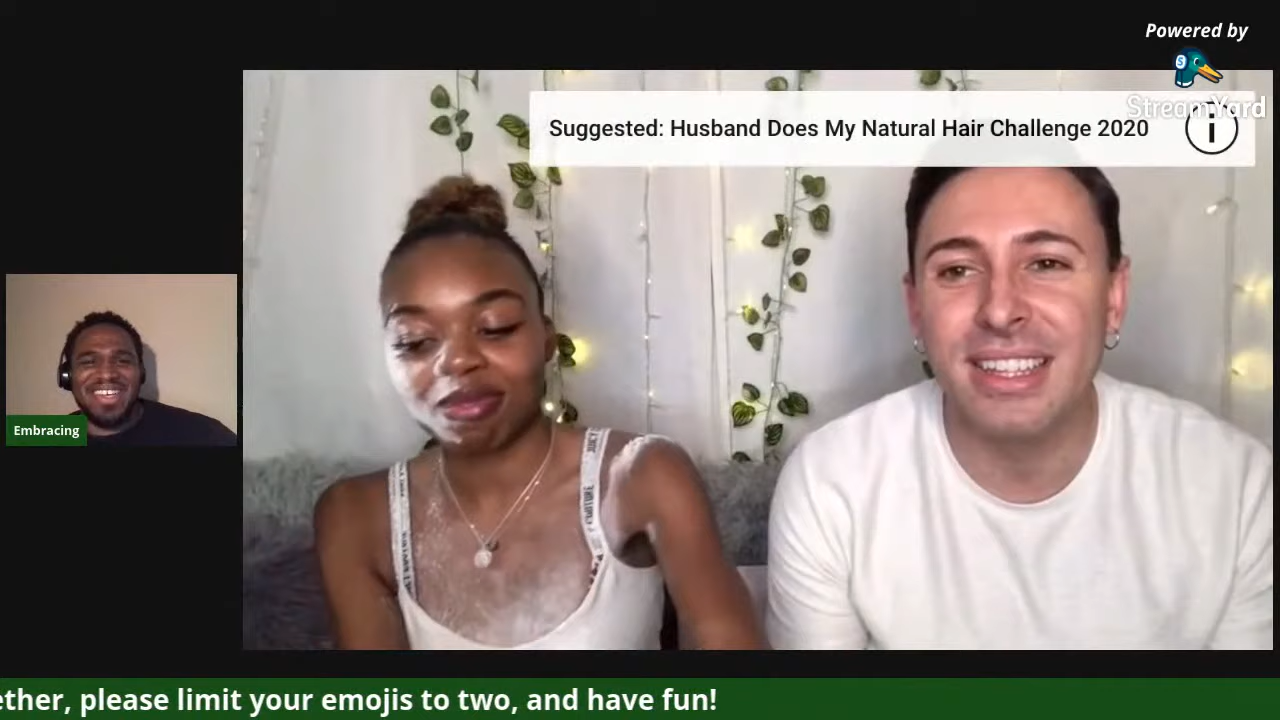 Powered by
StreamYard
Suggested: Husband Does My Natural Hair Challenge 2020
Embracing
ether, please limit your emojis to two, and have fun!